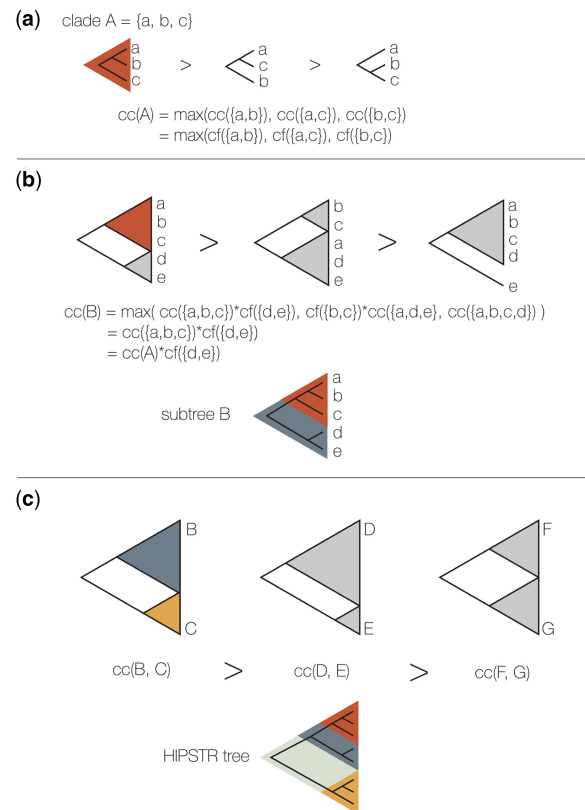 (a)
clade A = {a, b, c}
a
b
c
>
a
c
b
>
a
b
c
cc(A) = max(cc({a,b}), cc({a,c}), cc({b,c})
= max(cf({a,b}), cf({a,c}), cf({b,c})
(b)
a
b
c
d
e
>
b
c
a
d
e
>
a
b
c
d
e
cc(B) = max( cc({a,b,c})*cf({d,e}), cf({b,c})*cc({a,d,e}, cc({a,b,c,d}) )
= cc({a,b,c})*cf({d,e})
= cc(A)*cf({d,e})
subtree B
a
b
c
d
e
(c)
B
C
D
E
F
G
cc(B, C) > cc(D, E) > cc(F, G)
HIPSTR tree